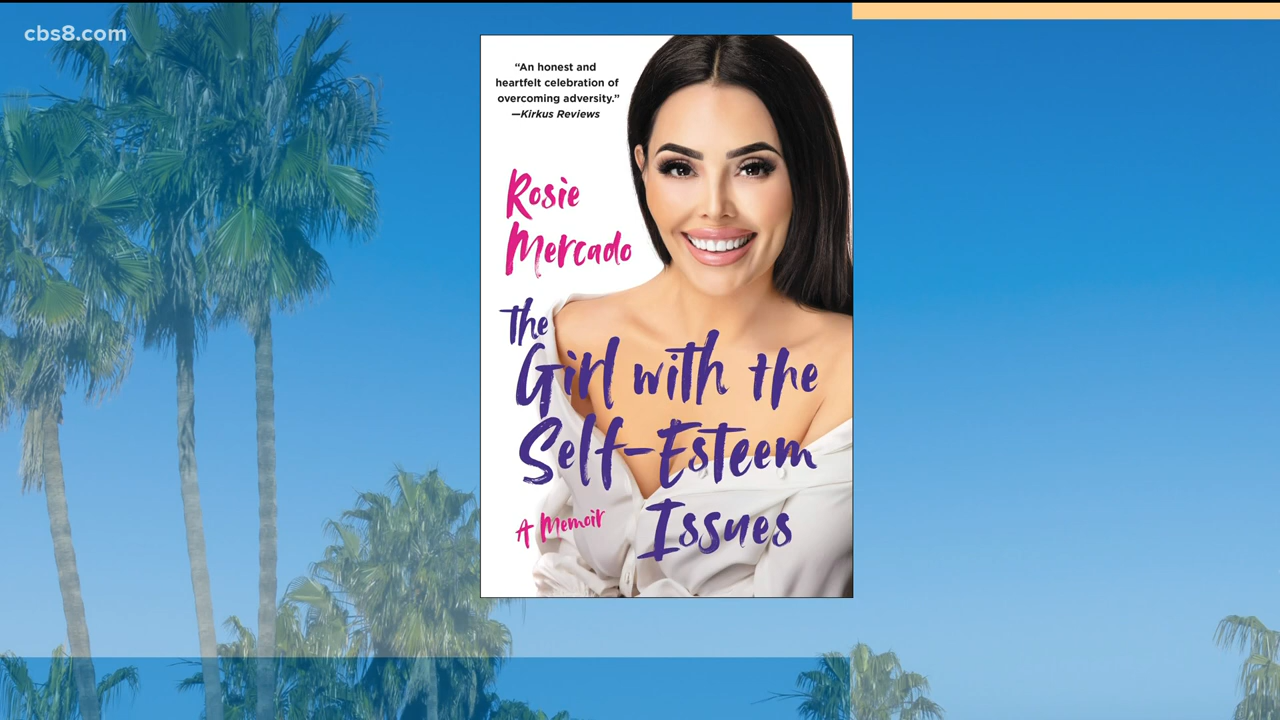 cbs8.com
“An honest and
heartfelt celebration of
overcoming adversity.”
—Kirkus Reviews
Rosie
Mercado
The
Girl with the
Self-Esteem
Issues
A Memoir